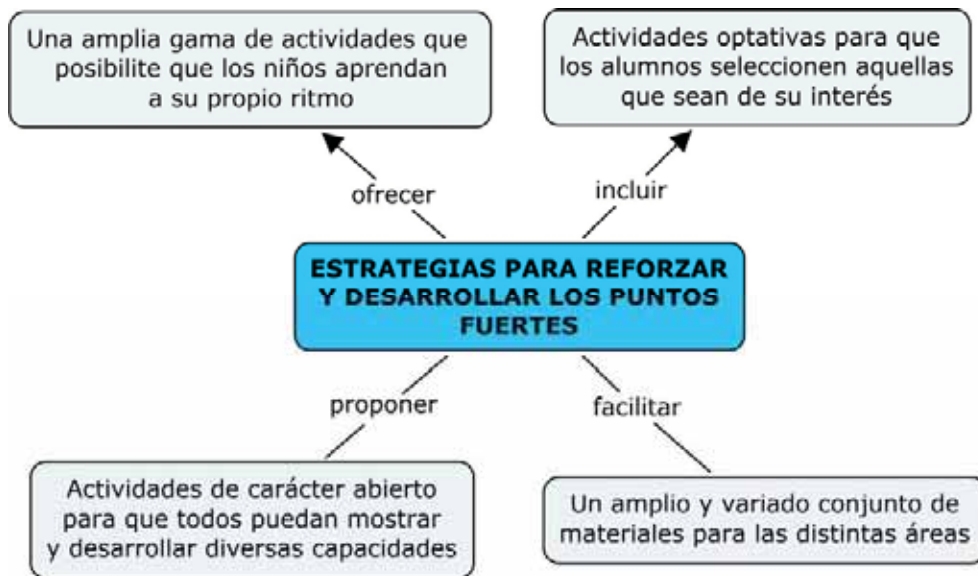 Una amplia gama de actividades que
posibilite que los niños aprendan
a su propio ritmo
Actividades optativas para que
los alumnos seleccionen aquellas
que sean de su interés
ofrecer
incluir
ESTRATEGIAS PARA REFORZAR
Y DESARROLLAR LOS PUNTOS
FUERTES
proponer
facilitar
Actividades de carácter abierto
para que todos puedan mostrar
y desarrollar diversas capacidades
Un amplio y variado conjunto de
materiales para las distintas áreas